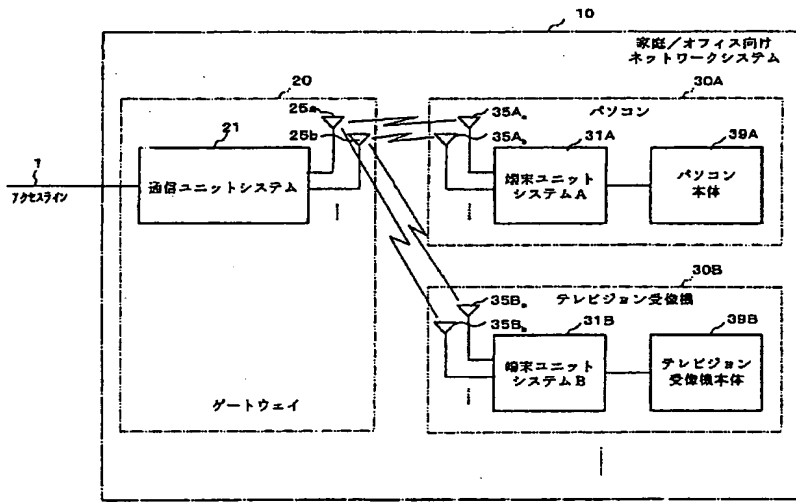 10
家庭／オフィス向け
ネットワークシステム
20
25a
25b
21
通信ユニットシステム
1
アクセスライン
ゲートウェイ
30A
パソコン
35Aa
35Ab
31A
端末ユニット
システムA
39A
パソコン
本体
30B
テレビジョン受像機
35Ba
35Bb
31B
端末ユニット
システムB
39B
テレビジョン
受像機本体